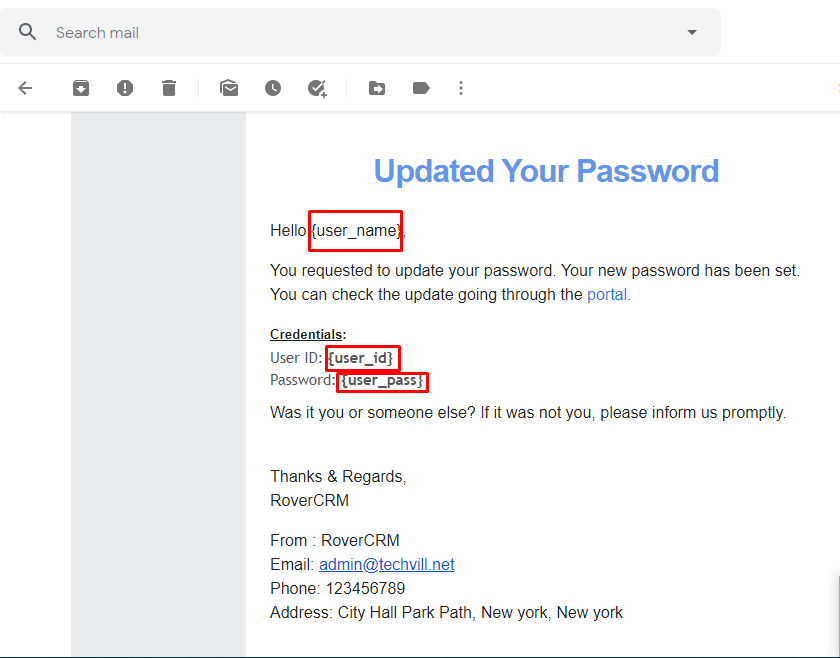 Search mail
Updated Your Password
Hello {user_name},
You requested to update your password. Your new password has been set.
You can check the update going through the portal.
Credentials:
User ID: {user_id}
Password: {user_pass}
Was it you or someone else? If it was not you, please inform us promptly.
Thanks & Regards,
RoverCRM
From : RoverCRM
Email: admin@techvill.net
Phone: 123456789
Address: City Hall Park Path, New york, New york